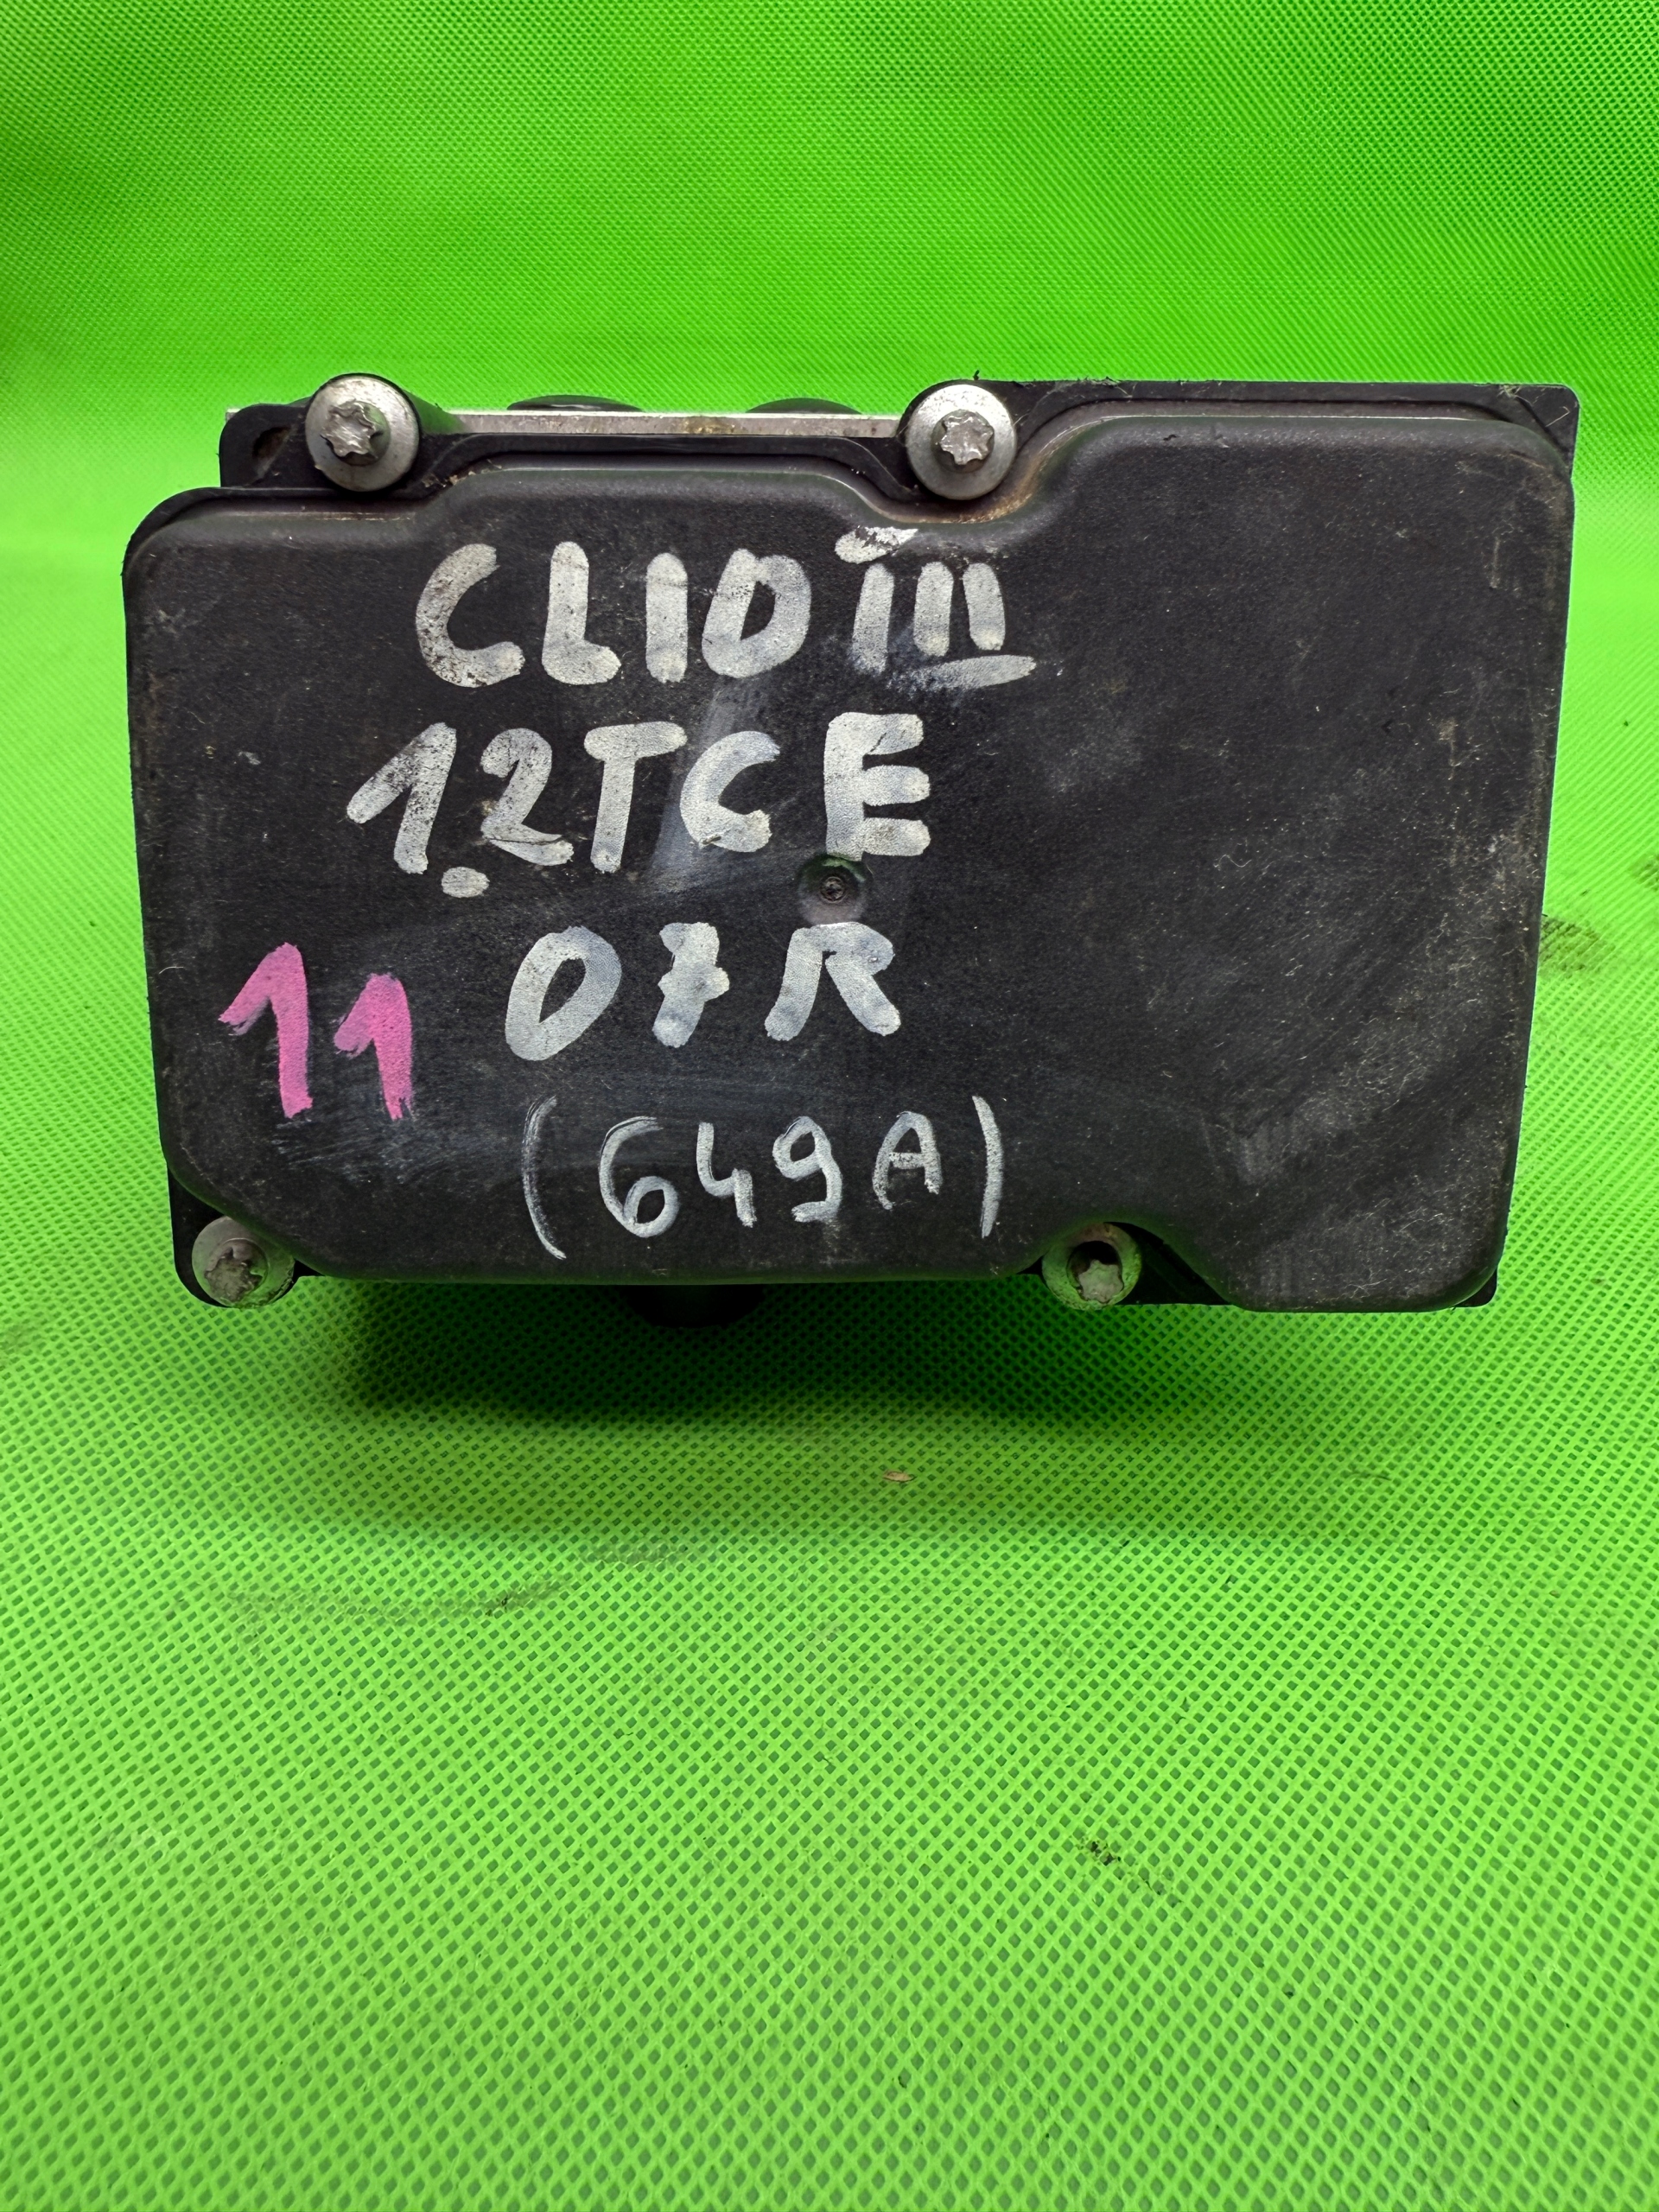 CLIO III
1.2TCE
11 07R
(649A)